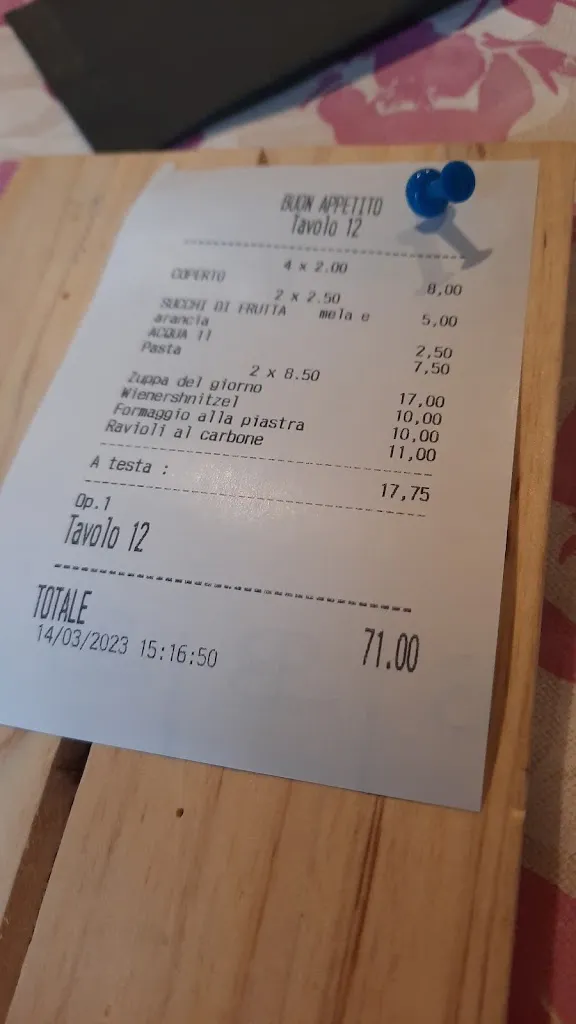 BUON APPETITO
Tavolo 12
4 x 2.00
COPERTO 8,00
2 x 2.50
SUCCHI DI FRUTTA mela e 5,00
arancia
ACQUA 1l 2,50
Pasta 7,50
2 x 8.50
Zuppa del giorno 17,00
Wienershnitzel 10,00
Formaggio alla piastra 10,00
Ravioli al carbone 11,00
A testa : 17,75
Op.1
Tavolo 12
TOTALE 71.00
14/03/2023 15:16:50